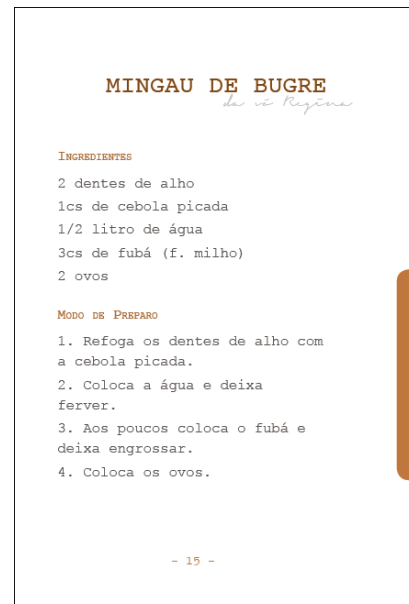 MINGAU DE BUGRE
da vó Regina
Ingredientes
2 dentes de alho
1cs de cebola picada
1/2 litro de água
3cs de fubá (f. milho)
2 ovos
Modo de Preparo
1. Refoga os dentes de alho com
a cebola picada.
2. Coloca a água e deixa
ferver.
3. Aos poucos coloca o fubá e
deixa engrossar.
4. Coloca os ovos.
- 15 -